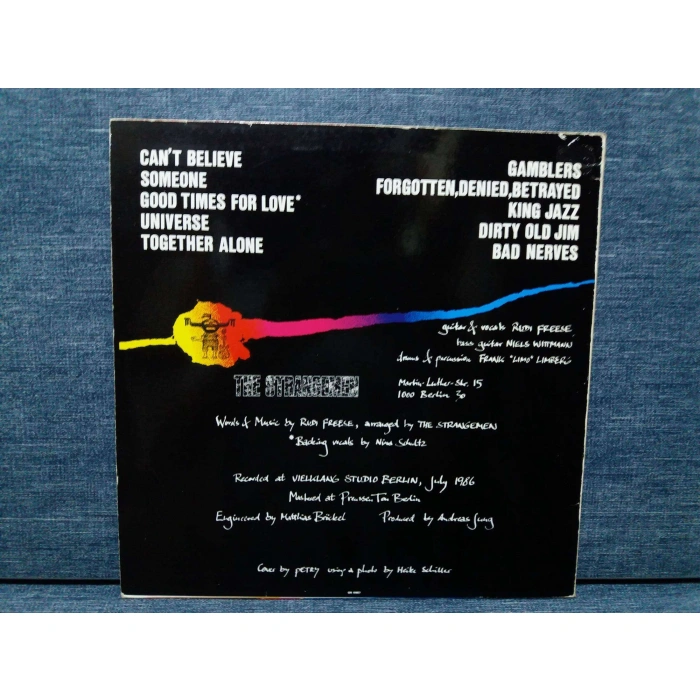 CAN'T BELIEVE
SOMEONE
GOOD TIMES FOR LOVE*
UNIVERSE
TOGETHER ALONE
GAMBLERS
FORGOTTEN,DENIED,BETRAYED
KING JAZZ
DIRTY OLD JIM
BAD NERVES
guitar & vocals RUDI FREESE
bass guitar NIELS WITTMANN
drums & percussion FRANK "LIMO" LIMBERG
THE STRANGEMEN
Martin-Luther-Str. 15
1000 Berlin 30
Words & Music by RUDI FREESE, arranged by THE STRANGEMEN
*Backing vocals by Nina Schultz
Recorded at VIELKLANG STUDIO BERLIN, July 1986
Mastered at Preussen Ton Berlin
Engineered by Matthias Bröckel Produced by Andreas Jung
Cover by PETRY using a photo by Heike Schiller